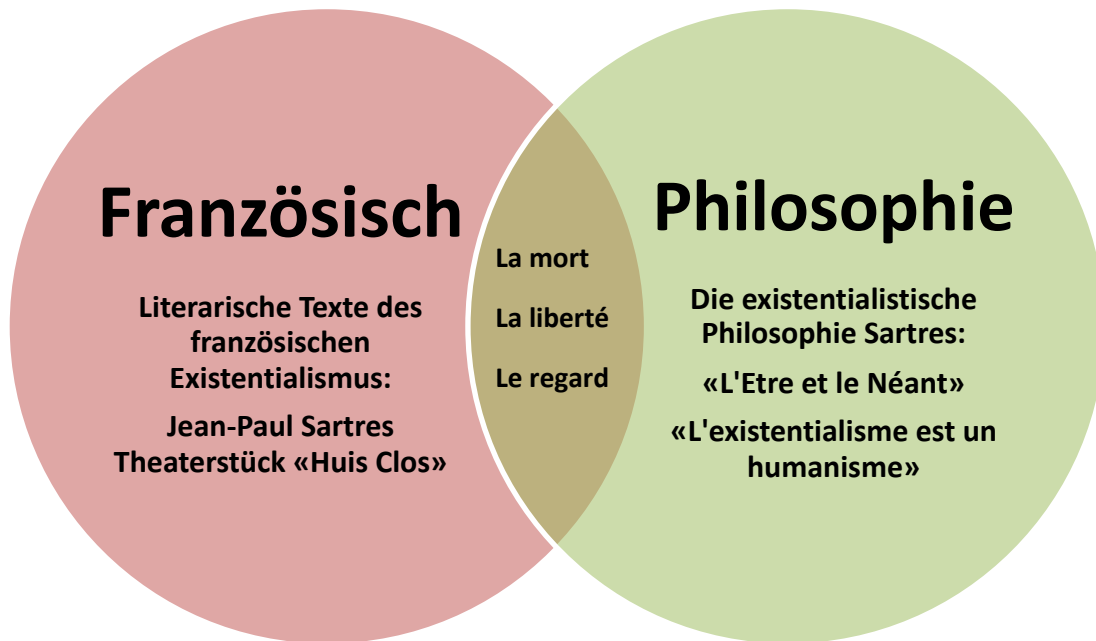 Französisch
Literarische Texte des
französischen
Existentialismus:
Jean-Paul Sartres
Theaterstück «Huis Clos»
La mort
La liberté
Le regard
Philosophie
Die existentialistische
Philosophie Sartres:
«L'Etre et le Néant»
«L'existentialisme est un
humanisme»